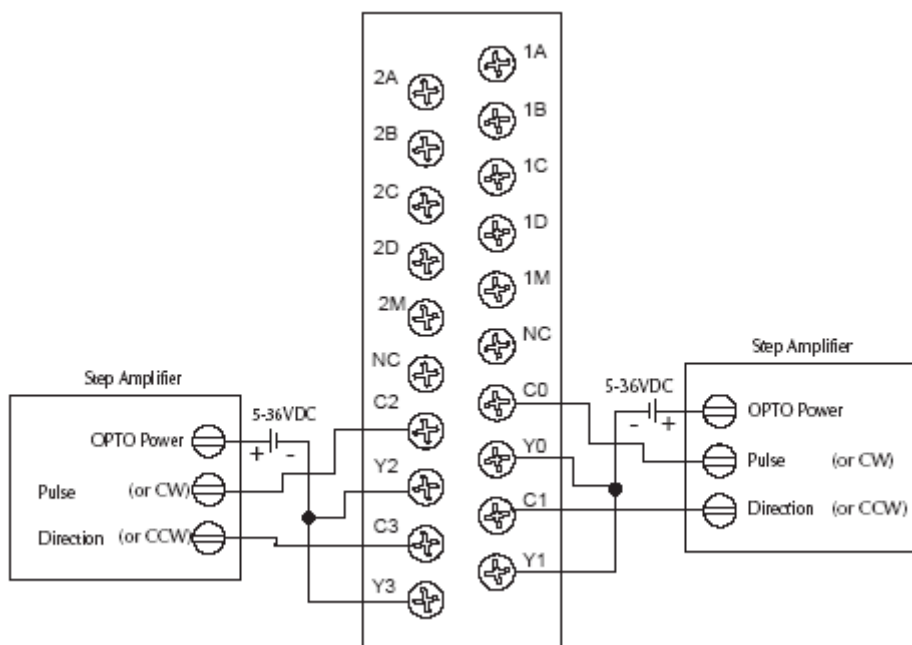 1A
2A
1B
2B
1C
2C
1D
2D
1M
2M
NC
NC
Step Amplifier
5-36VDC
C0
OPTO Power
- +
Y0
Pulse (or CW)
C1
Direction (or CCW)
Y1
Step Amplifier
5-36VDC
C2
OPTO Power
+ -
Y2
Pulse (or CW)
C3
Direction (or CCW)
Y3